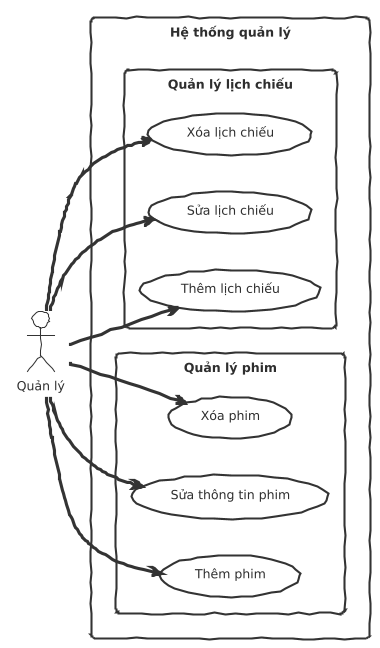 Hệ thống quản lý
Quản lý lịch chiếu
Xóa lịch chiếu
Sửa lịch chiếu
Thêm lịch chiếu
Quản lý
Quản lý phim
Xóa phim
Sửa thông tin phim
Thêm phim